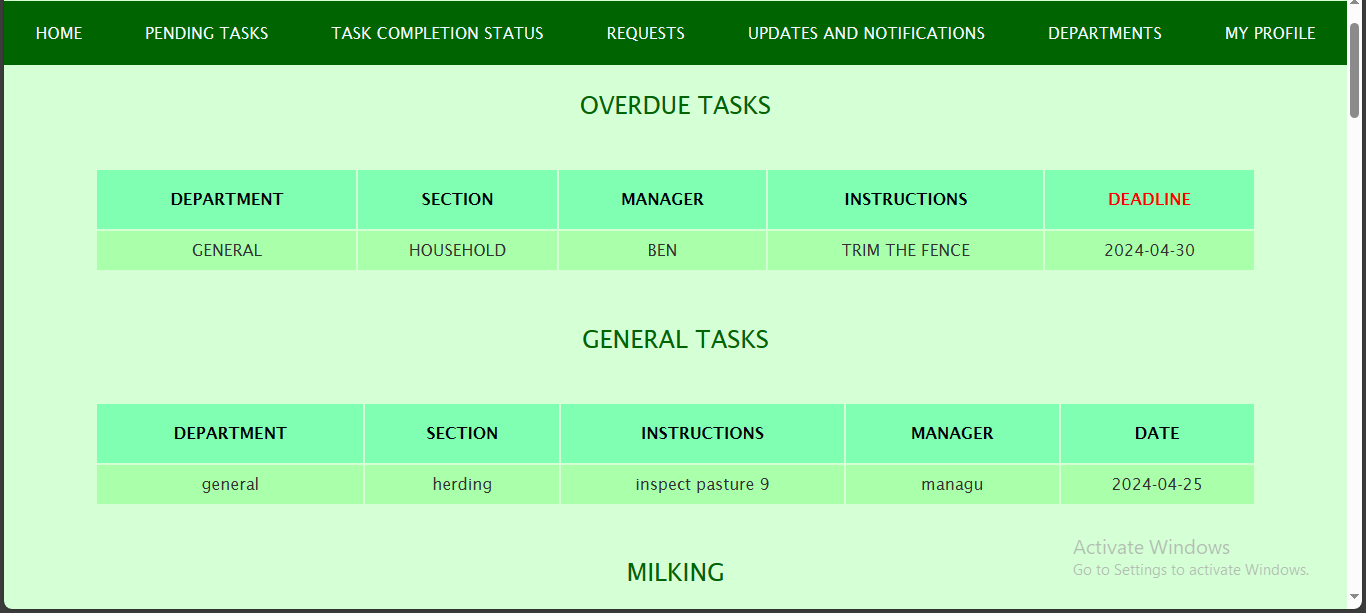 HOME PENDING TASKS TASK COMPLETION STATUS REQUESTS UPDATES AND NOTIFICATIONS DEPARTMENTS MY PROFILE
OVERDUE TASKS
DEPARTMENT SECTION MANAGER INSTRUCTIONS DEADLINE
GENERAL HOUSEHOLD BEN TRIM THE FENCE 2024-04-30
GENERAL TASKS
DEPARTMENT SECTION INSTRUCTIONS MANAGER DATE
general herding inspect pasture 9 managu 2024-04-25
MILKING
Activate Windows
Go to Settings to activate Windows.